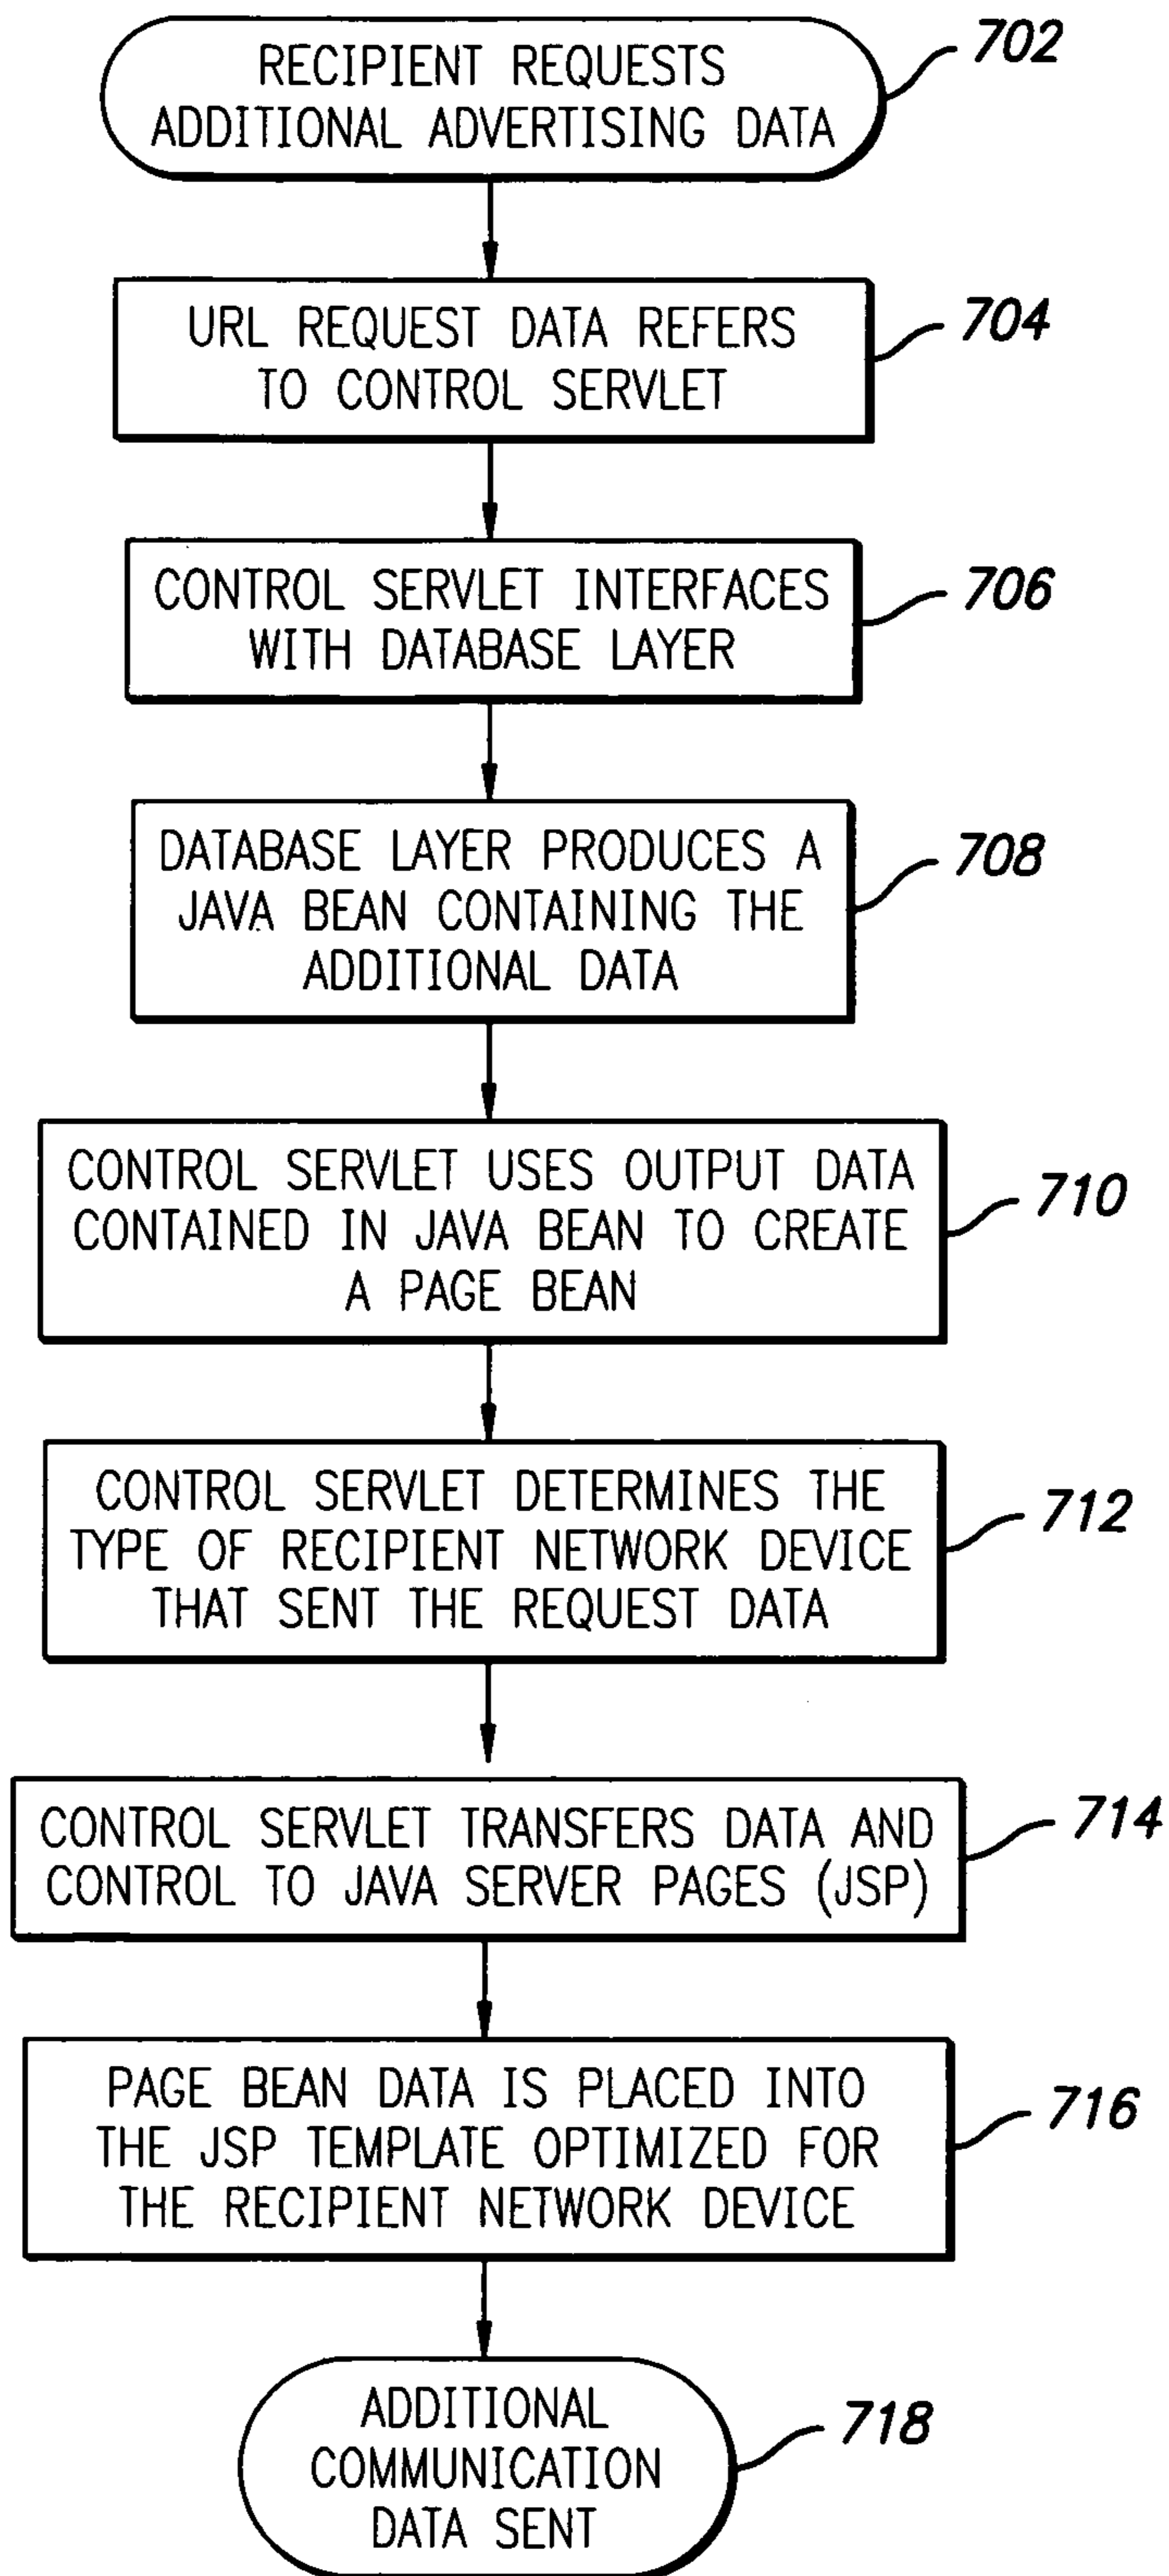 RECIPIENT REQUESTS
ADDITIONAL ADVERTISING DATA
702
URL REQUEST DATA REFERS
TO CONTROL SERVLET
704
CONTROL SERVLET INTERFACES
WITH DATABASE LAYER
706
DATABASE LAYER PRODUCES A
JAVA BEAN CONTAINING THE
ADDITIONAL DATA
708
CONTROL SERVLET USES OUTPUT DATA
CONTAINED IN JAVA BEAN TO CREATE
A PAGE BEAN
710
CONTROL SERVLET DETERMINES THE
TYPE OF RECIPIENT NETWORK DEVICE
THAT SENT THE REQUEST DATA
712
CONTROL SERVLET TRANSFERS DATA AND
CONTROL TO JAVA SERVER PAGES (JSP)
714
PAGE BEAN DATA IS PLACED INTO
THE JSP TEMPLATE OPTIMIZED FOR
THE RECIPIENT NETWORK DEVICE
716
ADDITIONAL
COMMUNICATION
DATA SENT
718